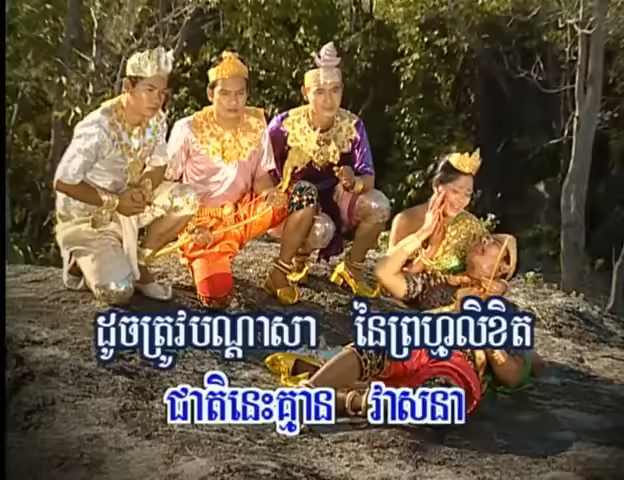 ដូចត្រូវបណ្ដាសា នៃព្រហ្មលិខិត
ជាតិនេះគ្មាន វាសនា